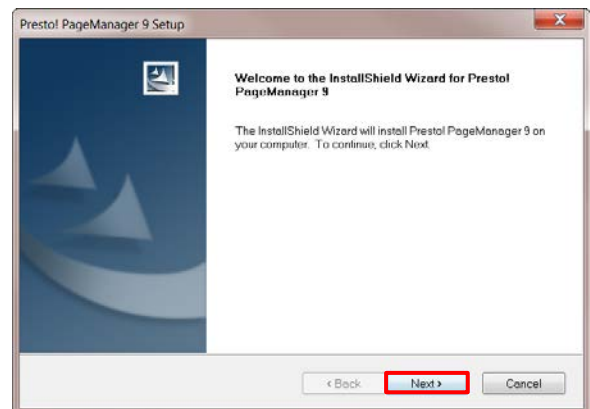 Presto! PageManager 9 Setup
Welcome to the InstallShield Wizard for Presto!
PageManager 9
The InstallShield Wizard will install Presto! PageManager 9 on
your computer. To continue, click Next.
< Back
Next >
Cancel